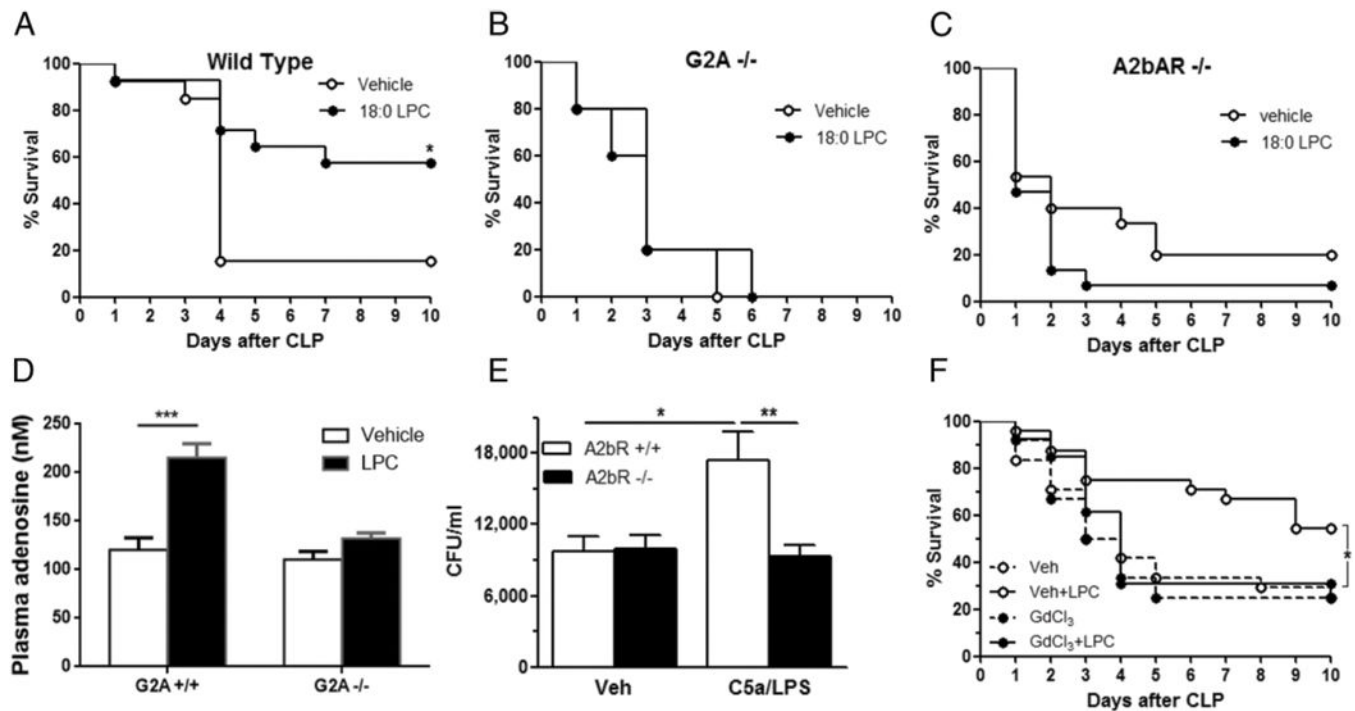 A
Wild Type
Vehicle
18:0 LPC
*
% Survival
100
80
60
40
20
0
0 1 2 3 4 5 6 7 8 9 10
Days after CLP
B
G2A -/-
Vehicle
18:0 LPC
% Survival
100
80
60
40
20
0
0 1 2 3 4 5 6 7 8 9 10
Days after CLP
C
A2bAR -/-
vehicle
18:0 LPC
% Survival
100
80
60
40
20
0
0 1 2 3 4 5 6 7 8 9 10
Days after CLP
D
Plasma adenosine (nM)
250
200
150
100
50
0
***
Vehicle
LPC
G2A +/+ G2A -/-
E
CFU/ml
18,000
12,000
6,000
0
* **
A2bR +/+
A2bR -/-
Veh C5a/LPS
F
% Survival
100
80
60
40
20
0
*
Veh
Veh+LPC
GdCl₃
GdCl₃+LPC
0 1 2 3 4 5 6 7 8 9 10
Days after CLP